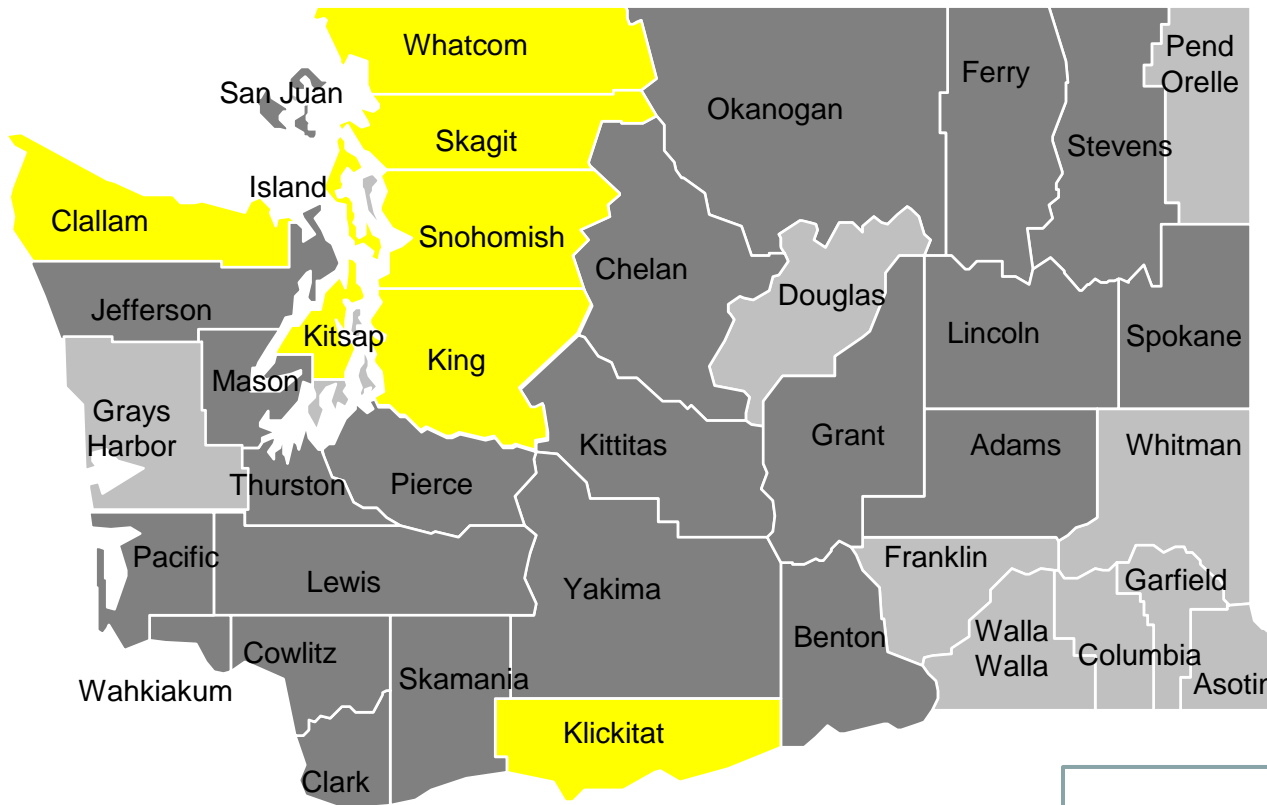 Whatcom
Pend
Orelle
Ferry
San Juan
Okanogan
Skagit
Stevens
Island
Clallam
Snohomish
Chelan
Douglas
Jefferson
Kitsap
Lincoln
Spokane
King
Mason
Grays
Harbor
Kittitas
Grant
Adams
Whitman
Thurston
Pierce
Pacific
Franklin
Lewis
Yakima
Garfield
Benton
Walla
Walla
Cowlitz
Columbia
Wahkiakum
Skamania
Asotin
Klickitat
Clark